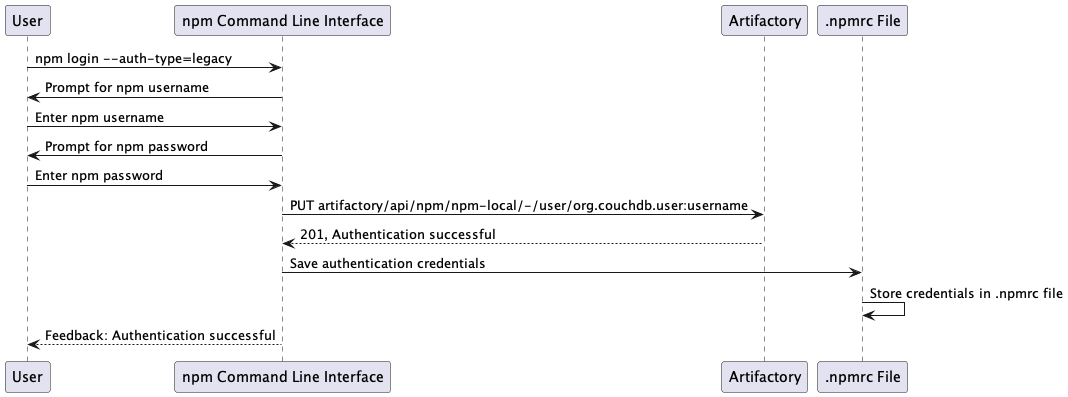 User
npm Command Line Interface
Artifactory
.npmrc File
npm login --auth-type=legacy
Prompt for npm username
Enter npm username
Prompt for npm password
Enter npm password
PUT artifactory/api/npm/npm-local/-/user/org.couchdb.user:username
201, Authentication successful
Save authentication credentials
Store credentials in .npmrc file
Feedback: Authentication successful
User
npm Command Line Interface
Artifactory
.npmrc File